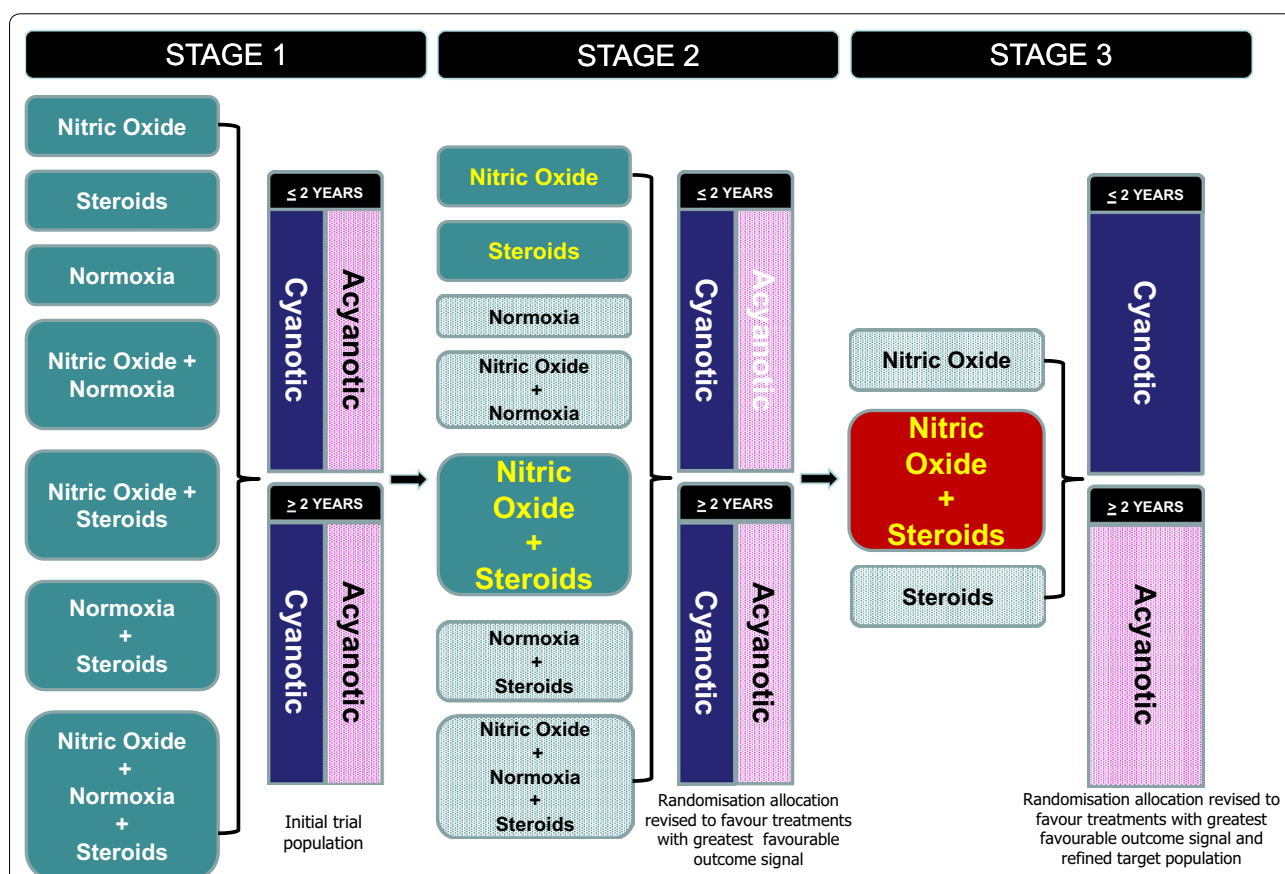 STAGE 1
Nitric Oxide
Steroids
Normoxia
Nitric Oxide +
Normoxia
Nitric Oxide +
Steroids
Normoxia
+
Steroids
Nitric Oxide
+
Normoxia
+
Steroids
≤ 2 YEARS
Cyanotic
Acyanotic
≥ 2 YEARS
Cyanotic
Acyanotic
Initial trial
population
STAGE 2
Nitric Oxide
Steroids
Normoxia
Nitric Oxide
+
Normoxia
Nitric
Oxide
+
Steroids
Normoxia
+
Steroids
Nitric Oxide
+
Normoxia
+
Steroids
≤ 2 YEARS
Cyanotic
Acyanotic
≥ 2 YEARS
Cyanotic
Acyanotic
Randomisation allocation
revised to favour treatments
with greatest favourable
outcome signal
STAGE 3
Nitric Oxide
Nitric
Oxide
+
Steroids
Steroids
≤ 2 YEARS
Cyanotic
≥ 2 YEARS
Acyanotic
Randomisation allocation revised to
favour treatments with greatest
favourable outcome signal and
refined target population